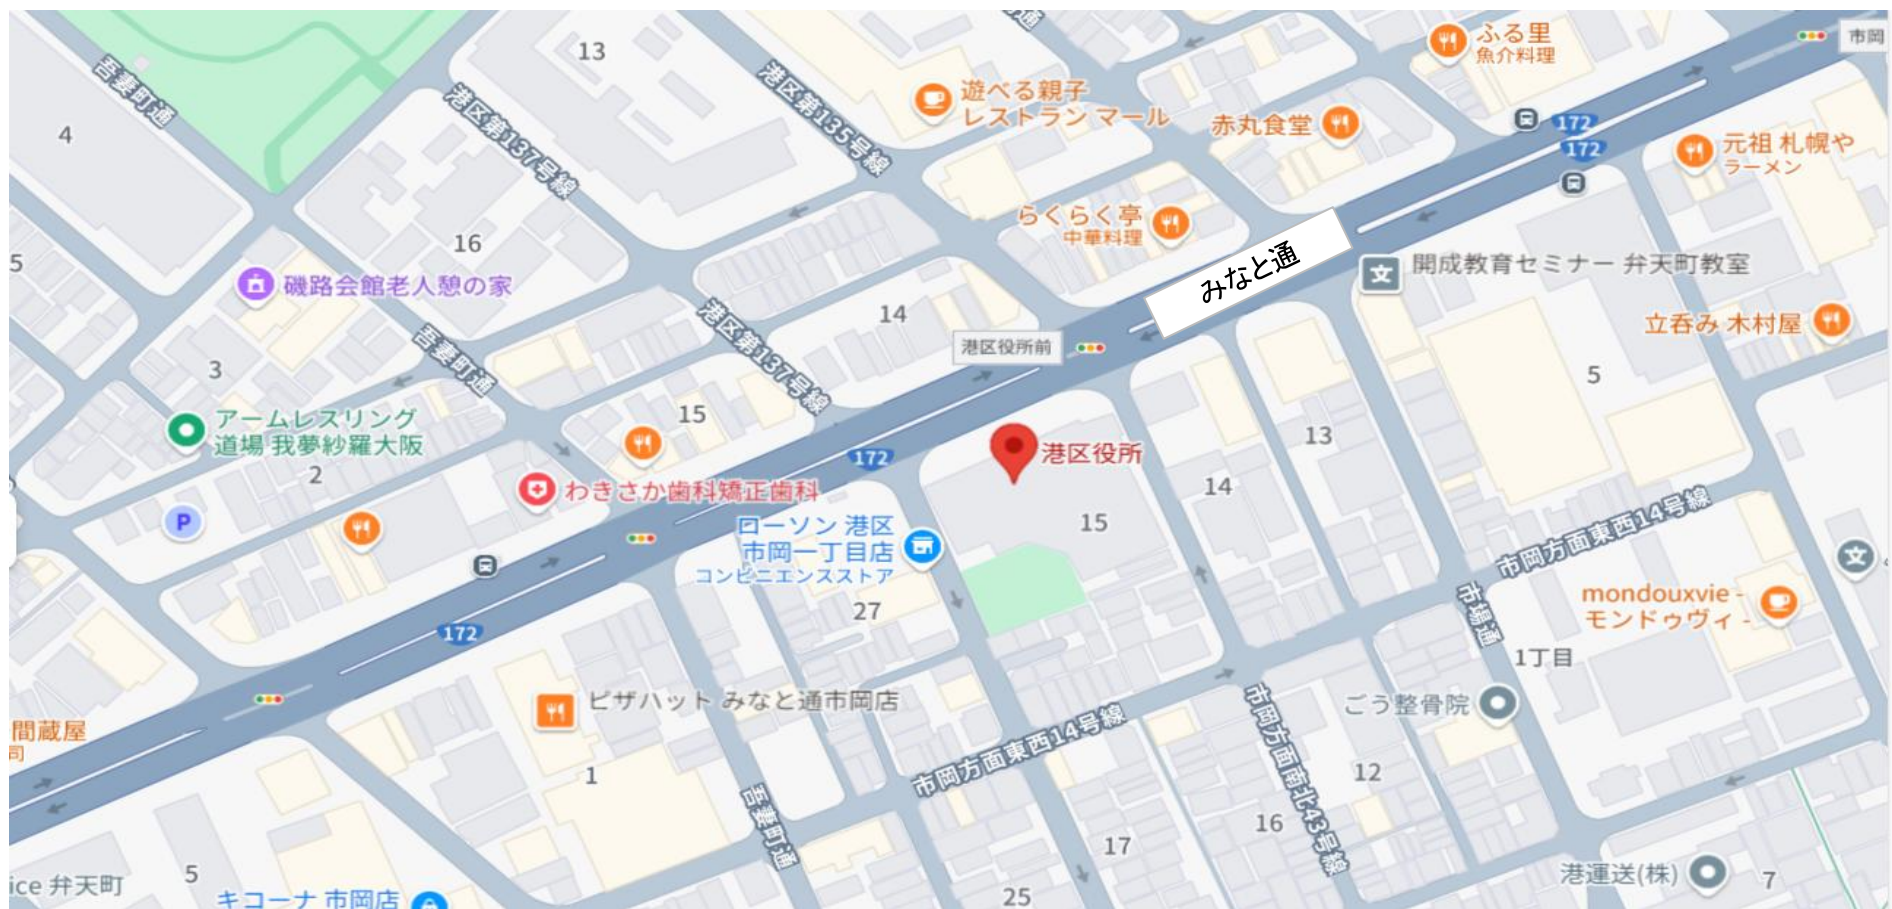 吾妻町通
4
13
港区第137号線
港区第135号線
遊べる親子
レストラン マール
ふる里
魚介料理
市岡
赤丸食堂
172
172
元祖 札幌や
ラーメン
5
16
磯路会館老人憩の家
らくらく亭
中華料理
みなと通
開成教育セミナー 弁天町教室
立呑み 木村屋
14
港区役所前
港区第137号線
吾妻町通
3
5
アームレスリング
道場 我夢紗羅大阪
15
2
172
港区役所
13
14
わきさか歯科矯正歯科
P
ローソン 港区
市岡一丁目店
コンビニエンスストア
15
市岡方面東西14号線
文
文
27
172
市場通
mondouxvie -
モンドゥヴィ -
1丁目
ピザハット みなと通市岡店
ごう整骨院
間蔵屋
司
市岡方面東西14号線
市岡方面南北43号線
1
12
吾妻町通
16
17
5
ice 弁天町
キコーナ 市岡店
25
港運送(株)
7